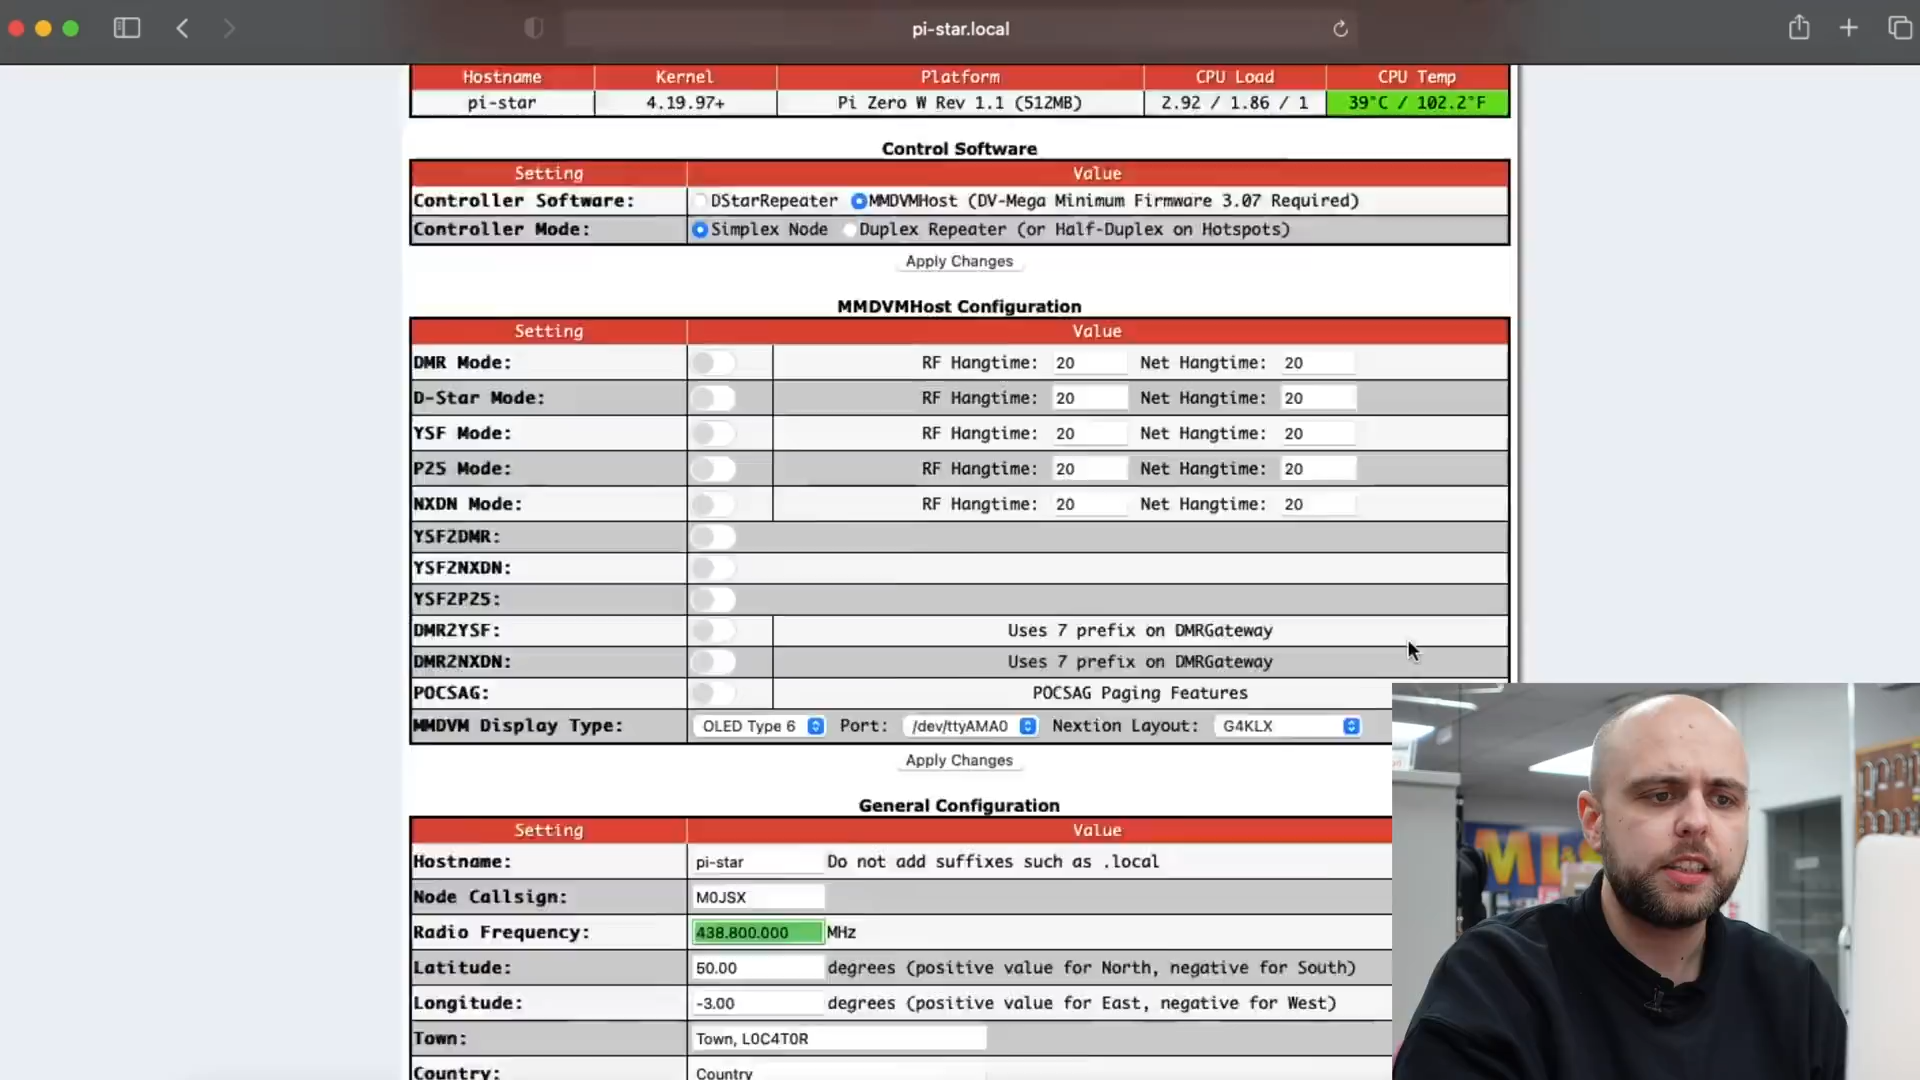 pi-star.local
Hostname Kernel Platform CPU Load CPU Temp
pi-star 4.19.97+ Pi Zero W Rev 1.1 (512MB) 2.92 / 1.86 / 1 39°C / 102.2°F
Control Software
Setting Value
Controller Software: DStarRepeater MMDVMHost (DV-Mega Minimum Firmware 3.07 Required)
Controller Mode: Simplex Node Duplex Repeater (or Half-Duplex on Hotspots)
Apply Changes
MMDVMHost Configuration
Setting Value
DMR Mode: RF Hangtime: 20 Net Hangtime: 20
D-Star Mode: RF Hangtime: 20 Net Hangtime: 20
YSF Mode: RF Hangtime: 20 Net Hangtime: 20
P25 Mode: RF Hangtime: 20 Net Hangtime: 20
NXDN Mode: RF Hangtime: 20 Net Hangtime: 20
YSF2DMR:
YSF2NXDN:
YSF2P25:
DMR2YSF: Uses 7 prefix on DMRGateway
DMR2NXDN: Uses 7 prefix on DMRGateway
POCSAG: POCSAG Paging Features
MMDVM Display Type: OLED Type 6 Port: /dev/ttyAMA0 Nextion Layout: G4KLX
Apply Changes
General Configuration
Setting Value
Hostname: pi-star Do not add suffixes such as .local
Node Callsign: M0JSX
Radio Frequency: 438.800.000 MHz
Latitude: 50.00 degrees (positive value for North, negative for South)
Longitude: -3.00 degrees (positive value for East, negative for West)
Town: Town, L0C4T0R
Country: Country